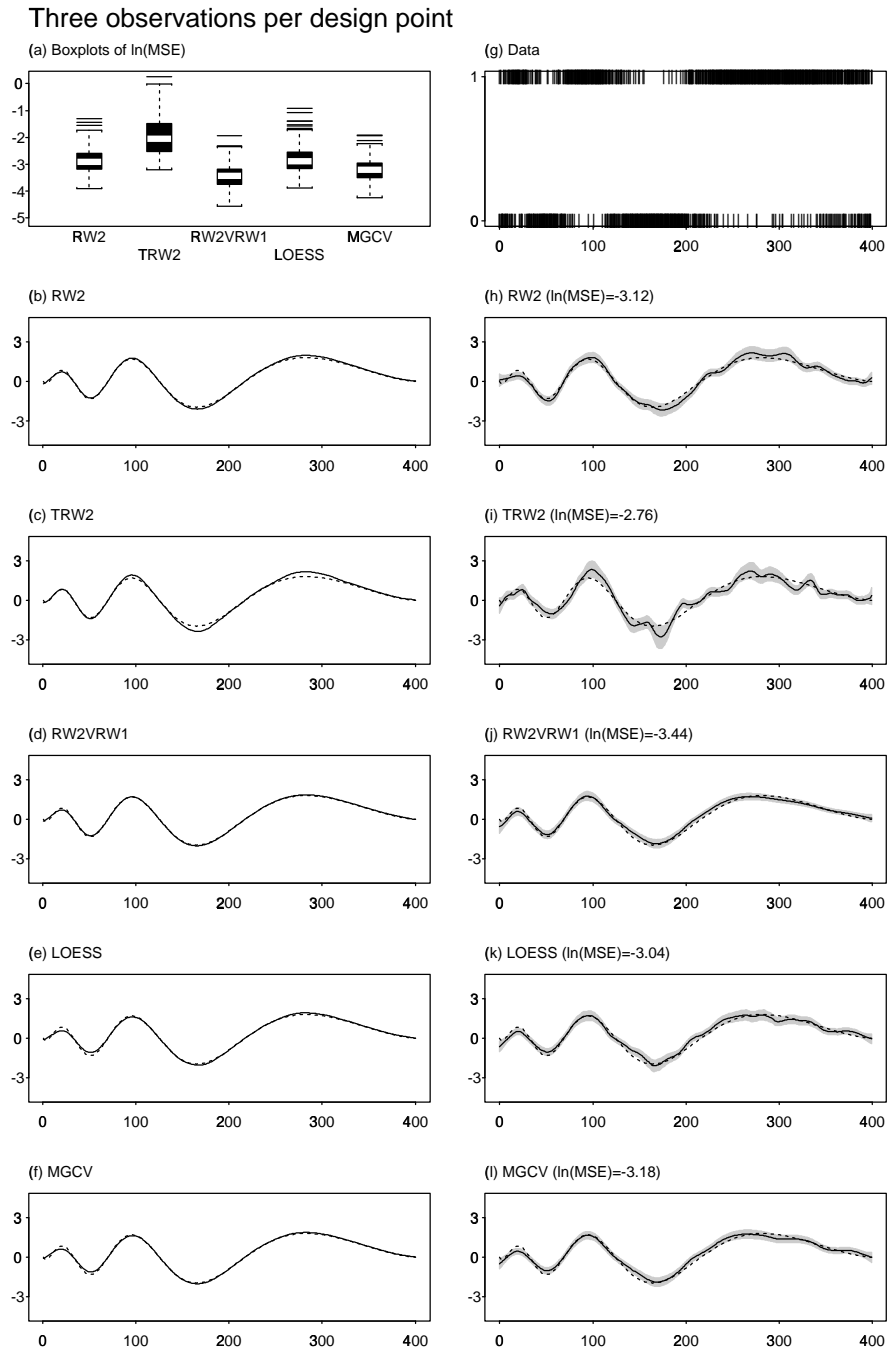 Three observations per design point
(a) Boxplots of ln(MSE)
0
-1
-2
-3
-4
-5
RW2
TRW2
RW2VRW1
LOESS
MGCV
(g) Data
1
0
0 100 200 300 400
(b) RW2
3
0
-3
0 100 200 300 400
(h) RW2 (ln(MSE)=-3.12)
3
0
-3
0 100 200 300 400
(c) TRW2
3
0
-3
0 100 200 300 400
(i) TRW2 (ln(MSE)=-2.76)
3
0
-3
0 100 200 300 400
(d) RW2VRW1
3
0
-3
0 100 200 300 400
(j) RW2VRW1 (ln(MSE)=-3.44)
3
0
-3
0 100 200 300 400
(e) LOESS
3
0
-3
0 100 200 300 400
(k) LOESS (ln(MSE)=-3.04)
3
0
-3
0 100 200 300 400
(f) MGCV
3
0
-3
0 100 200 300 400
(l) MGCV (ln(MSE)=-3.18)
3
0
-3
0 100 200 300 400